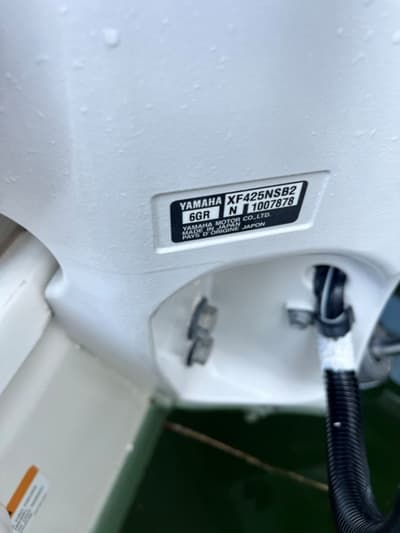 YAMAHA XF425NSB2
6GR N 1007878
YAMAHA MOTOR CO.,LTD.
MADE IN JAPAN
PAYS D'ORIGINE JAPON